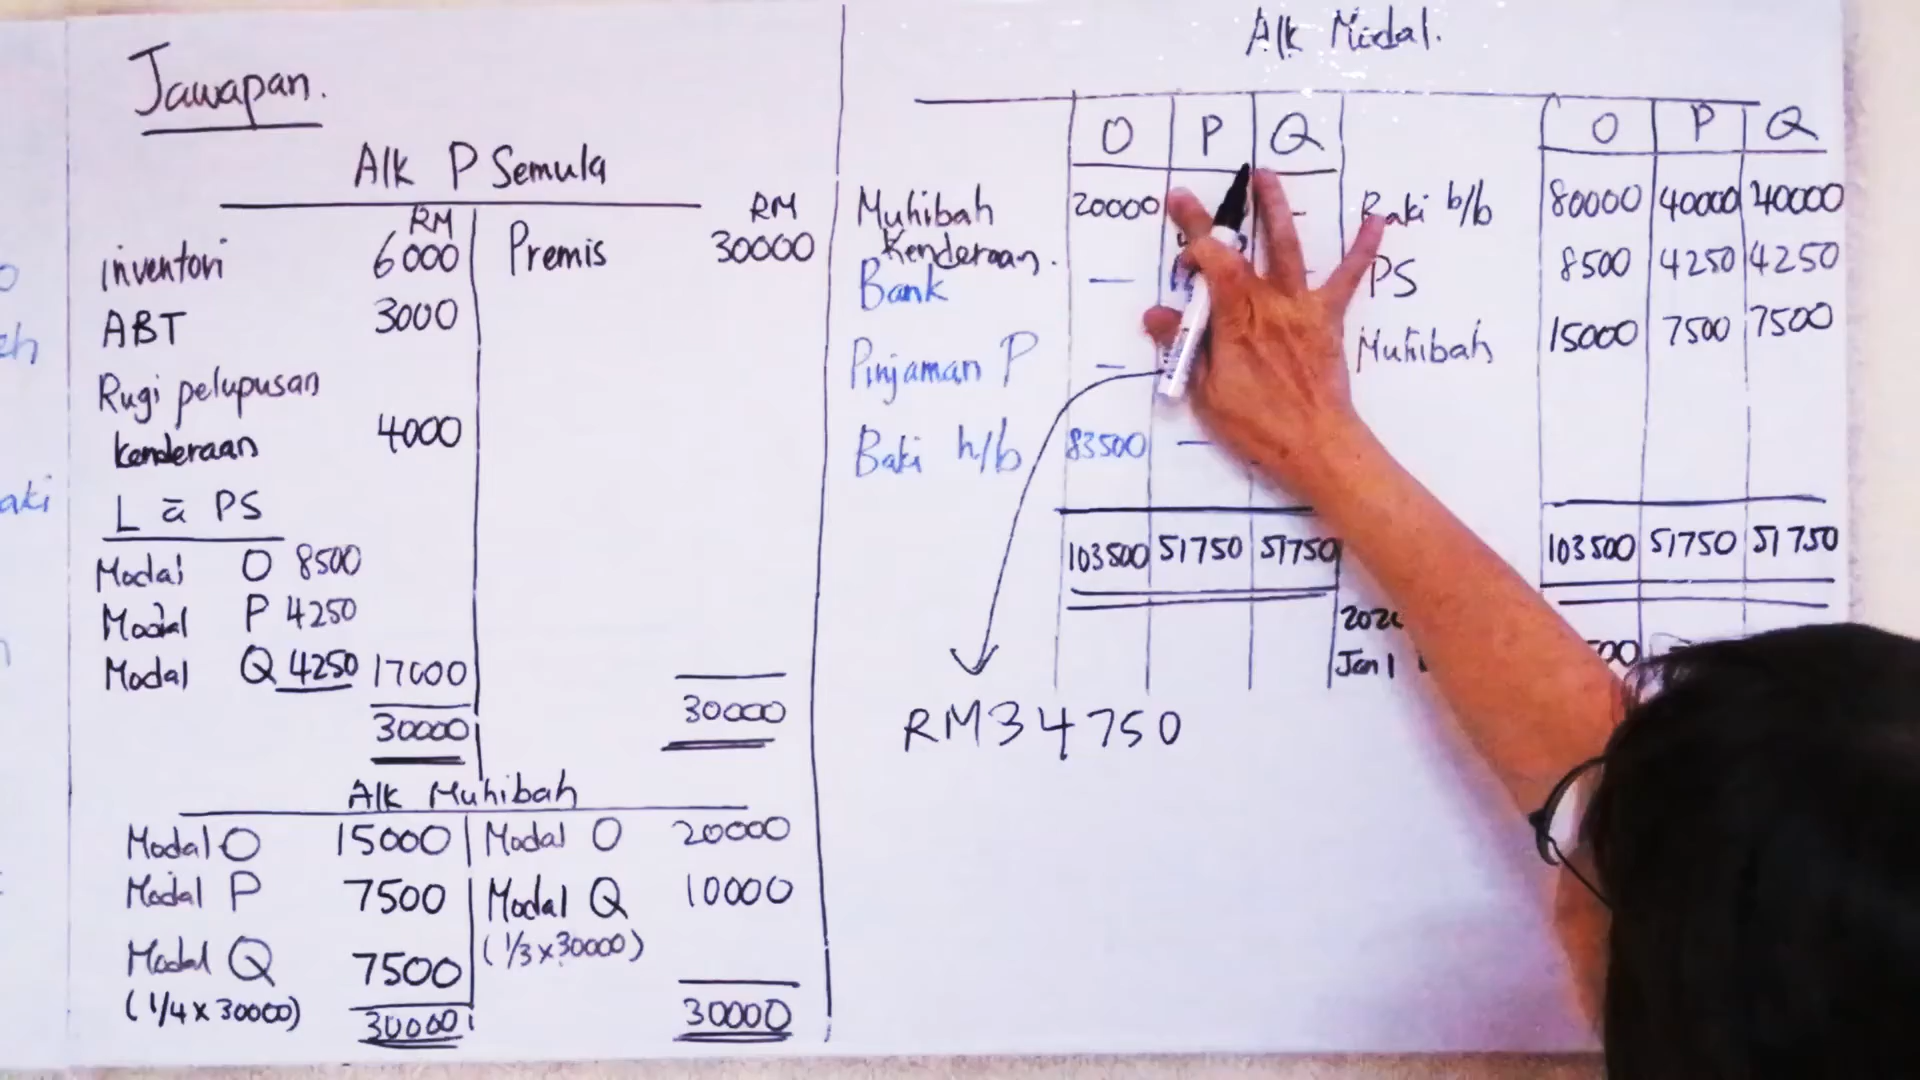 Jawapan.
Alk P Semula
RM RM
inventori 6000 Premis 30000
ABT 3000
Rugi pelupusan
kenderaan 4000
L ā PS
Modal O 8500
Modal P 4250
Modal Q 4250 17000
30000 30000
Alk Muhibah
Modal O 15000 Modal O 20000
Modal P 7500 Modal Q 10000
Modal Q 7500 (1/3 x 30000)
(1/4 x 30000) 30000 30000
Alk Modal.
O P Q O P Q
Muhibah 20000 - Baki b/b 80000 40000 40000
Kenderaan.
Bank — PS 8500 4250 4250
Pinjaman P — Muhibah 15000 7500 7500
Baki h/b 83500 —
103500 51750 51750 103500 51750 51750
Jan 1
RM34750